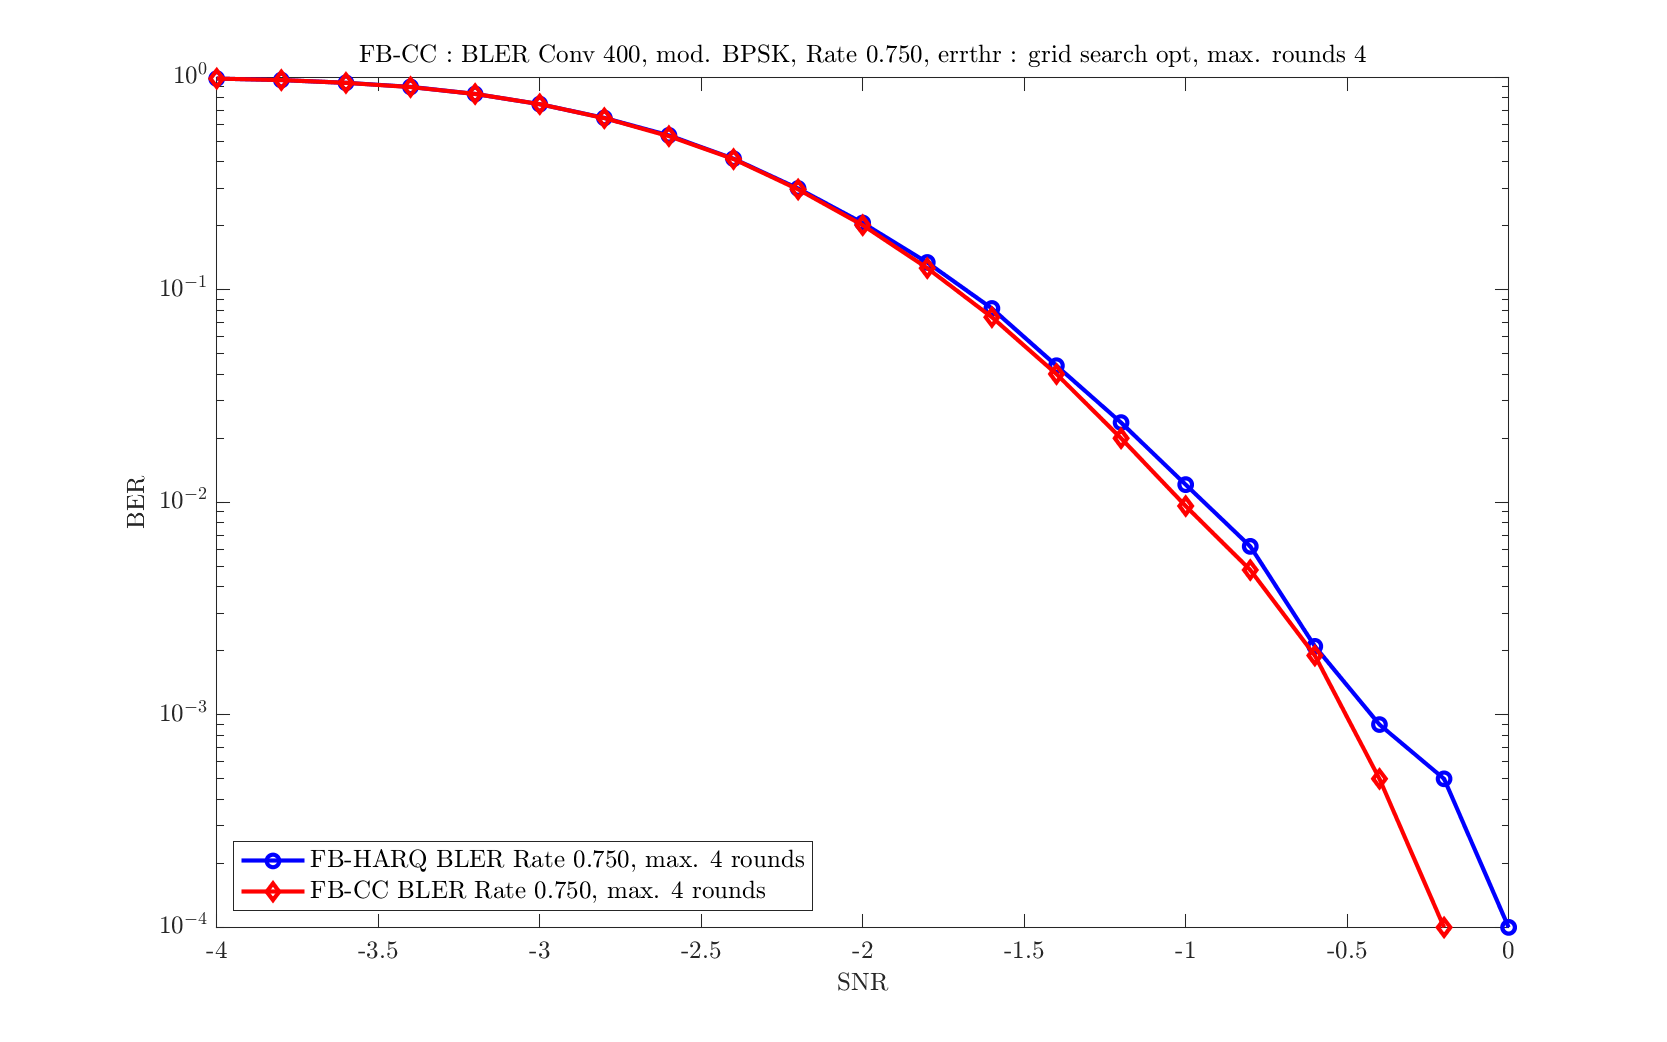 FB-CC : BLER Conv 400, mod. BPSK, Rate 0.750, errthr : grid search opt, max. rounds 4
10^0
10^-1
10^-2
10^-3
10^-4
BER
FB-HARQ BLER Rate 0.750, max. 4 rounds
FB-CC BLER Rate 0.750, max. 4 rounds
-4 -3.5 -3 -2.5 -2 -1.5 -1 -0.5 0
SNR